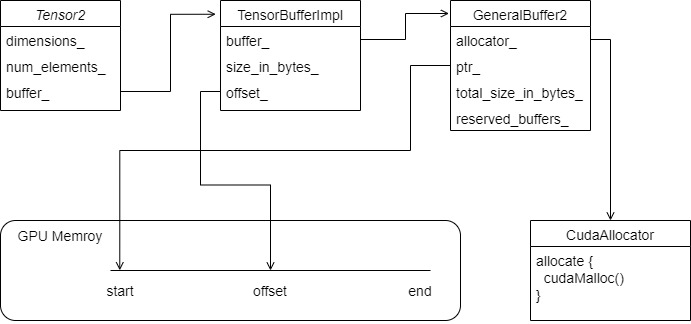 Tensor2
dimensions_
num_elements_
buffer_
TensorBufferImpl
buffer_
size_in_bytes_
offset_
GeneralBuffer2
allocator_
ptr_
total_size_in_bytes_
reserved_buffers_
GPU Memroy
start
offset
end
CudaAllocator
allocate {
cudaMalloc()
}